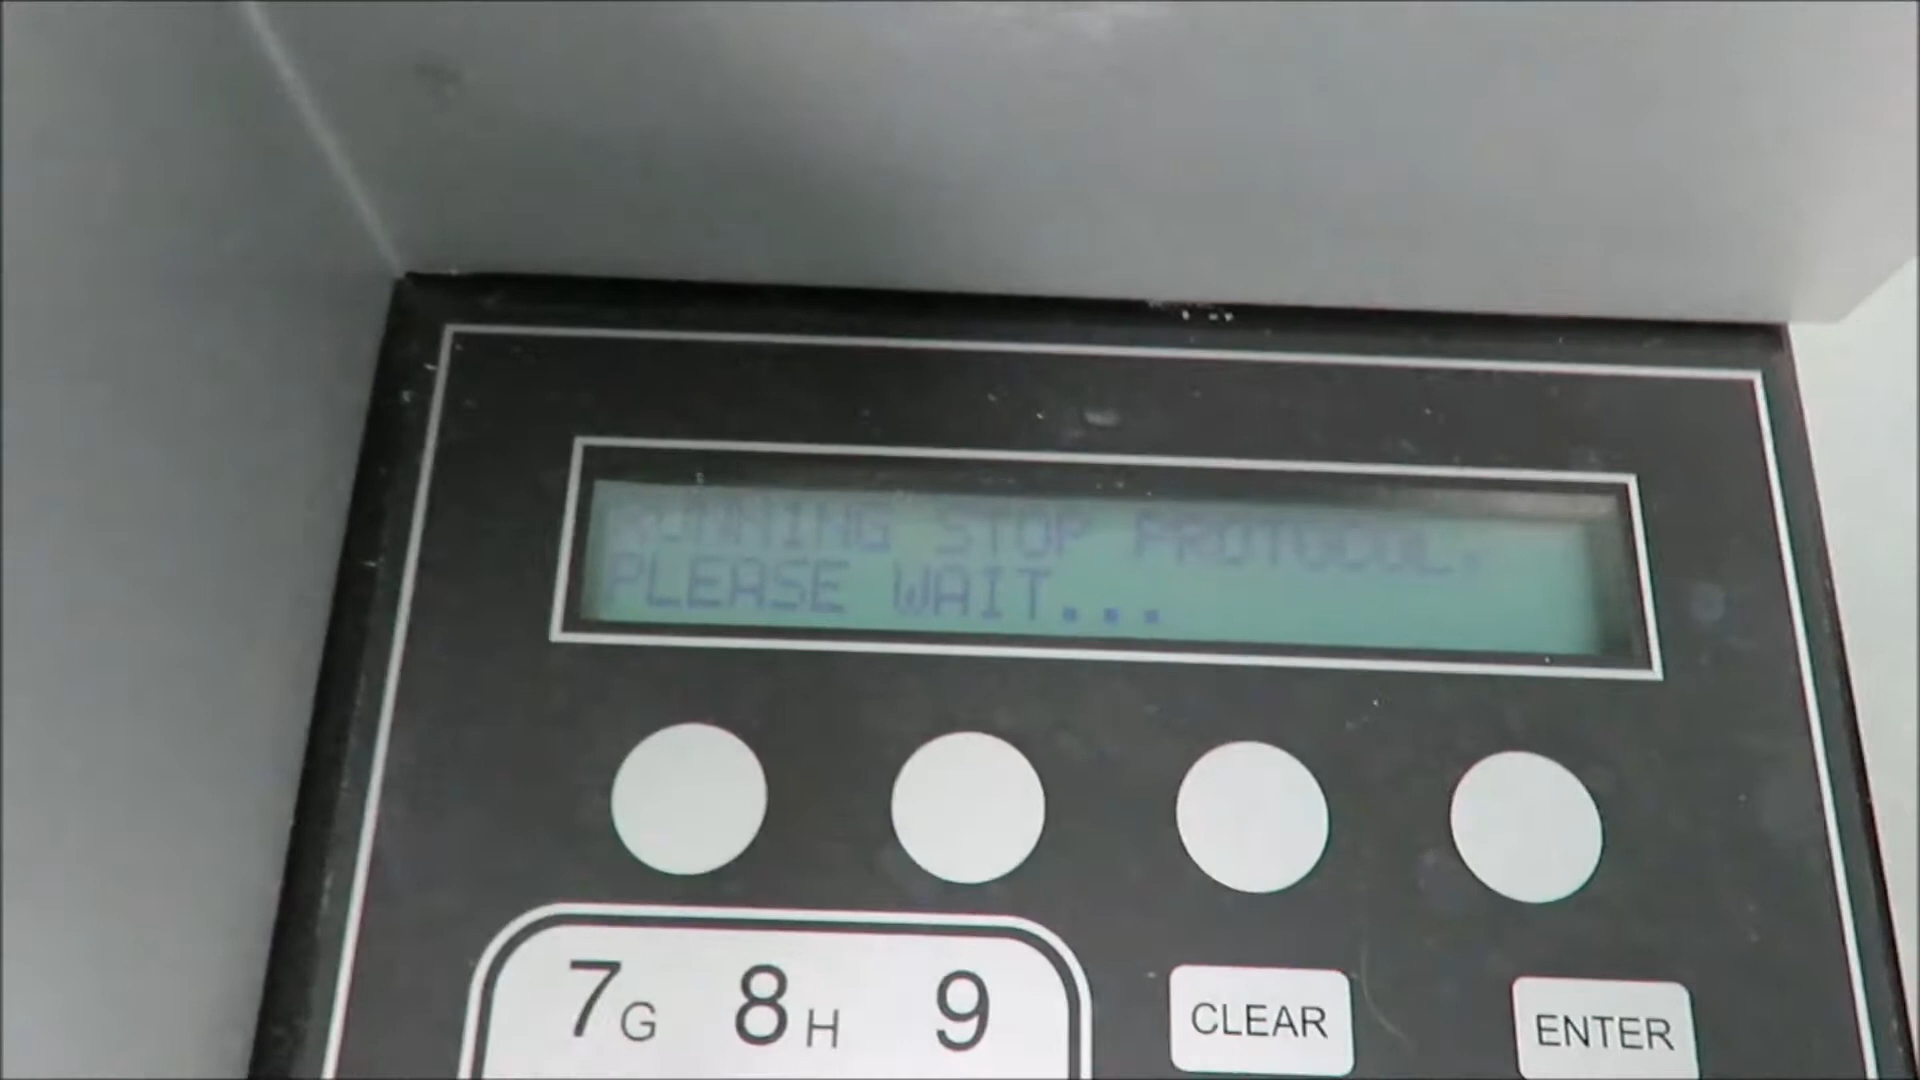 RUNNING STOP PROTOCOL,
PLEASE WAIT...
7G 8H 9
CLEAR
ENTER